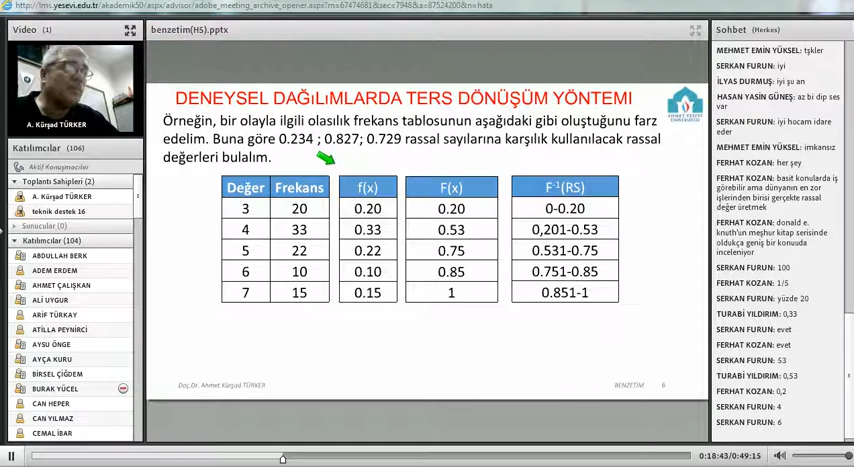 http://lms.yesevi.edu.tr/akademik50/aspx/advisor/adobe_meeting_archive_opener.aspx?m=67474681&sec=7948&ta=87524200&n=hata
Video (1)
A. Kürşad TÜRKER
Katılımcılar (106)
Aktif Konuşmacılar
Toplantı Sahipleri (2)
A. Kürşad TÜRKER
teknik destek 16
Sunucular (0)
Katılımcılar (104)
ABDULLAH BERK
ADEM ERDEM
AHMET ÇALIŞKAN
ALİ UYGUR
ARİF TÜRKAY
ATİLLA PEYNİRCİ
AYSU ÖNGE
AYÇA KURU
BİRSEL ÇİĞDEM
BURAK YÜCEL
CAN HEPER
CAN YILMAZ
CEMAL İBAR
benzetim(H5).pptx
DENEYSEL DAĞıLıMLARDA TERS DÖNÜŞÜM YÖNTEMI
AHMET YESEVİ
ÜNİVERSİTESİ
Örneğin, bir olayla ilgili olasılık frekans tablosunun aşağıdaki gibi oluştuğunu farz
edelim. Buna göre 0.234 ; 0.827; 0.729 rassal sayılarına karşılık kullanılacak rassal
değerleri bulalım.
Değer Frekans f(x) F(x) F-1(RS)
3 20 0.20 0.20 0-0.20
4 33 0.33 0.53 0,201-0.53
5 22 0.22 0.75 0.531-0.75
6 10 0.10 0.85 0.751-0.85
7 15 0.15 1 0.851-1
Doç.Dr. Ahmet Kürşad TÜRKER BENZETİM 6
Sohbet (Herkes)
MEHMET EMİN YÜKSEL: tşkler
SERKAN FURUN: iyi
İLYAS DURMUŞ: iyi şu an
HASAN YASİN GÜNEŞ: az bi dip ses
var
SERKAN FURUN: iyi hocam idare
eder
MEHMET EMİN YÜKSEL: imkansız
FERHAT KOZAN: her şey
FERHAT KOZAN: basit konularda iş
görebilir ama dünyanın en zor
işlerinden birisi gerçekte rassal
değer üretmek
FERHAT KOZAN: donald e.
knuth'un meşhur kitap serisinde
oldukça geniş bir konuuda
inceleniyor
SERKAN FURUN: 100
FERHAT KOZAN: 1/5
SERKAN FURUN: yüzde 20
TURABİ YILDIRIM: 0,33
SERKAN FURUN: evet
FERHAT KOZAN: evet
SERKAN FURUN: 53
TURABİ YILDIRIM: 0,53
FERHAT KOZAN: 0,2
SERKAN FURUN: 4
SERKAN FURUN: 6
0:18:43/0:49:15